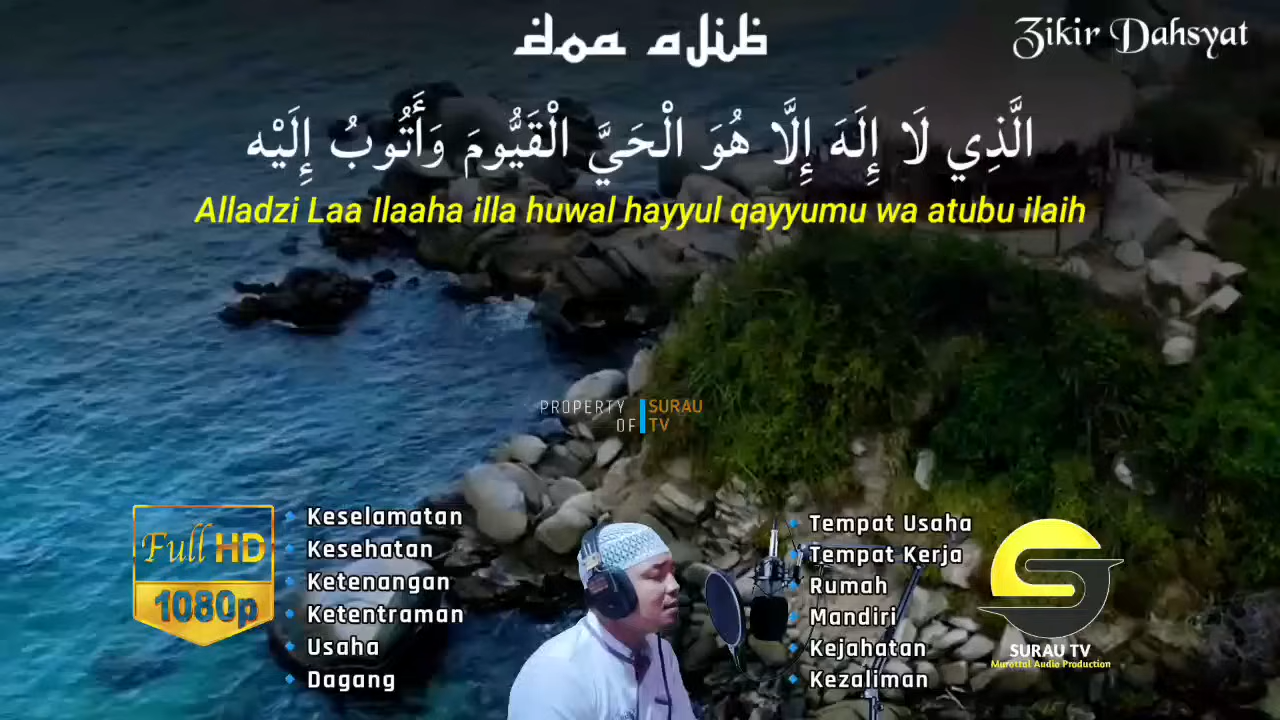 doa ajib
Zikir Dahsyat
الَّذِي لَا إِلَهَ إِلَّا هُوَ الْحَيَّ الْقَيُّومَ وَأَتُوبُ إِلَيْه
Alladzi Laa Ilaaha illa huwal hayyul qayyumu wa atubu ilaih
PROPERTY OF
SURAU TV
Full HD
1080p
Keselamatan
Kesehatan
Ketenangan
Ketentraman
Usaha
Dagang
Tempat Usaha
Tempat Kerja
Rumah
Mandiri
Kejahatan
Kezaliman
SURAU TV
Murottal Audio Production